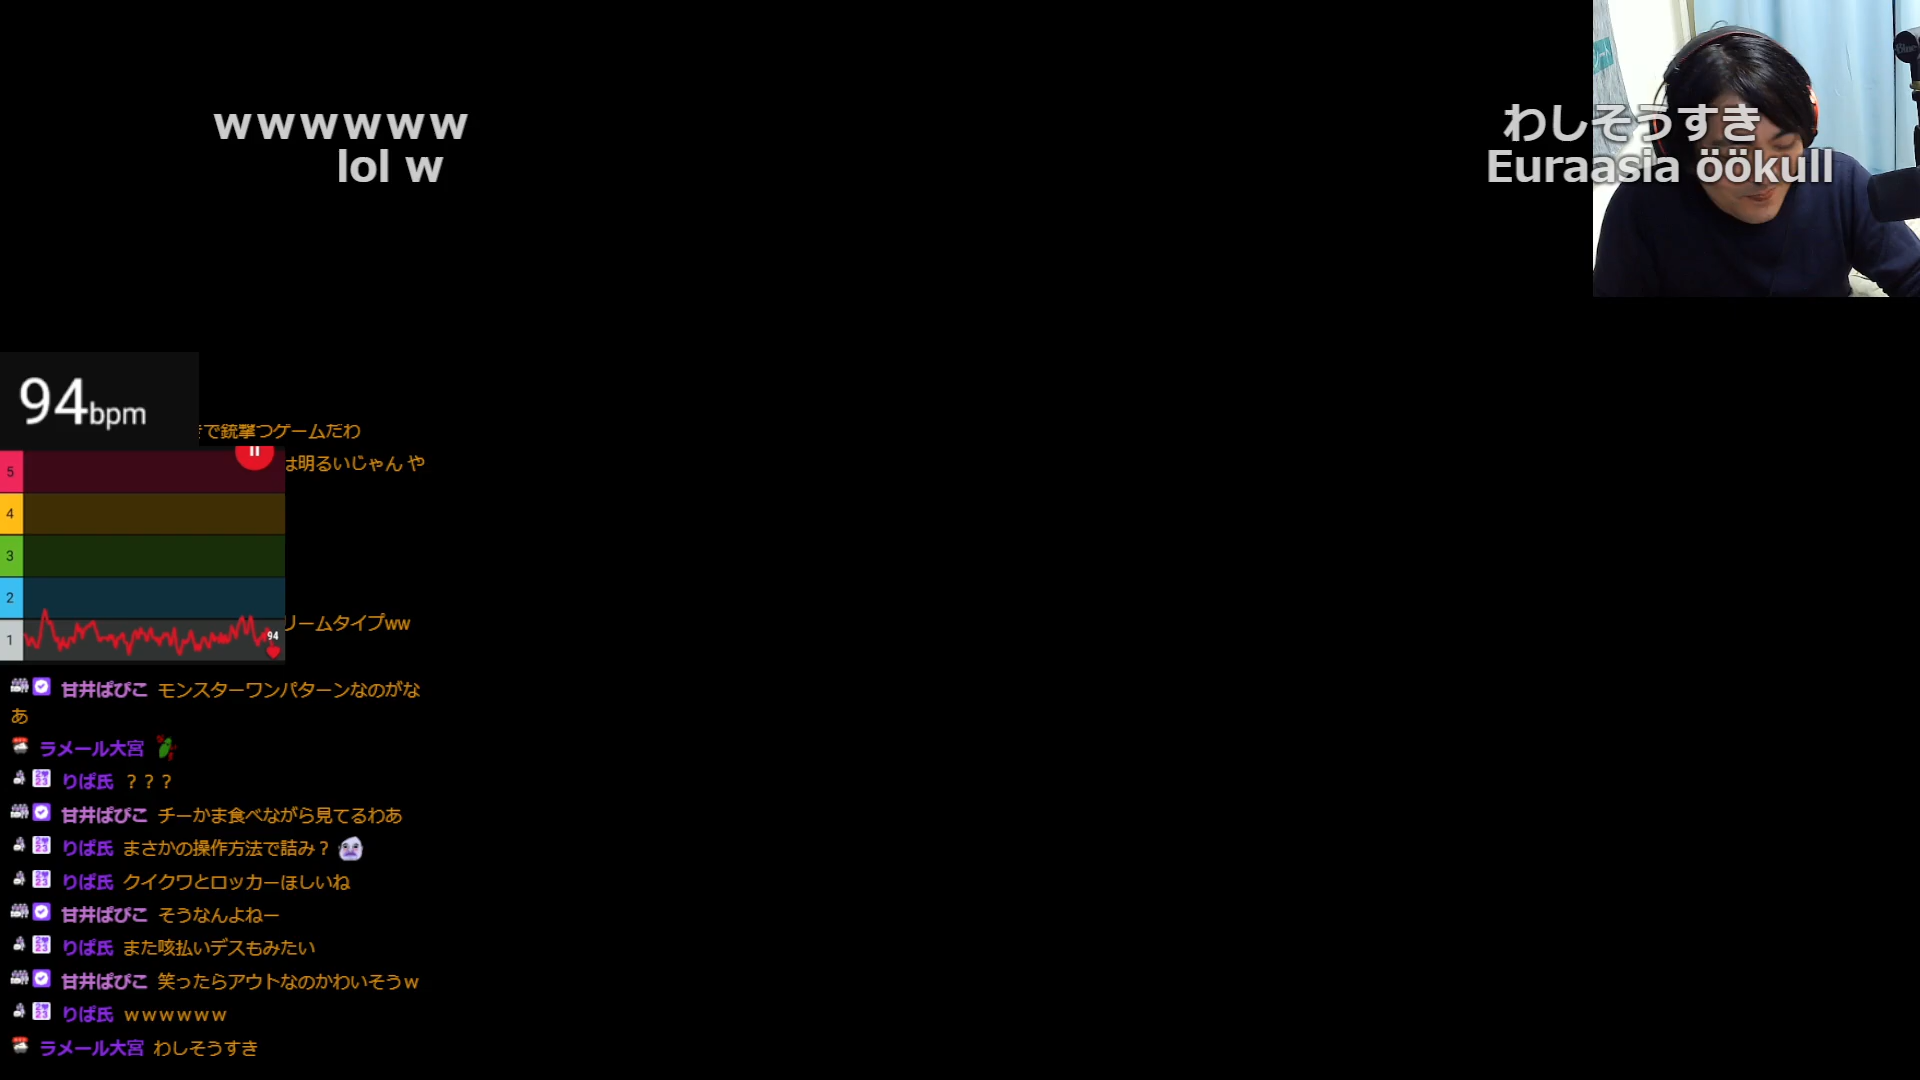 wwwwww
lol w
わしそうすき
Euraasia öökull
94bpm
で銃撃つゲームだわ
は明るいじゃん や
5
4
3
2
1
94
リームタイプww
甘井ぱぴこ モンスターワンパターンなのがな
あ
ラメール大宮
りぱ氏 ？？？
甘井ぱぴこ チーかま食べながら見てるわあ
りぱ氏 まさかの操作方法で詰み？
りぱ氏 クイクワとロッカーほしいね
甘井ぱぴこ そうなんよねー
りぱ氏 また咳払いデスもみたい
甘井ぱぴこ 笑ったらアウトなのかわいそうｗ
りぱ氏 ｗｗｗｗｗｗ
ラメール大宮 わしそうすき